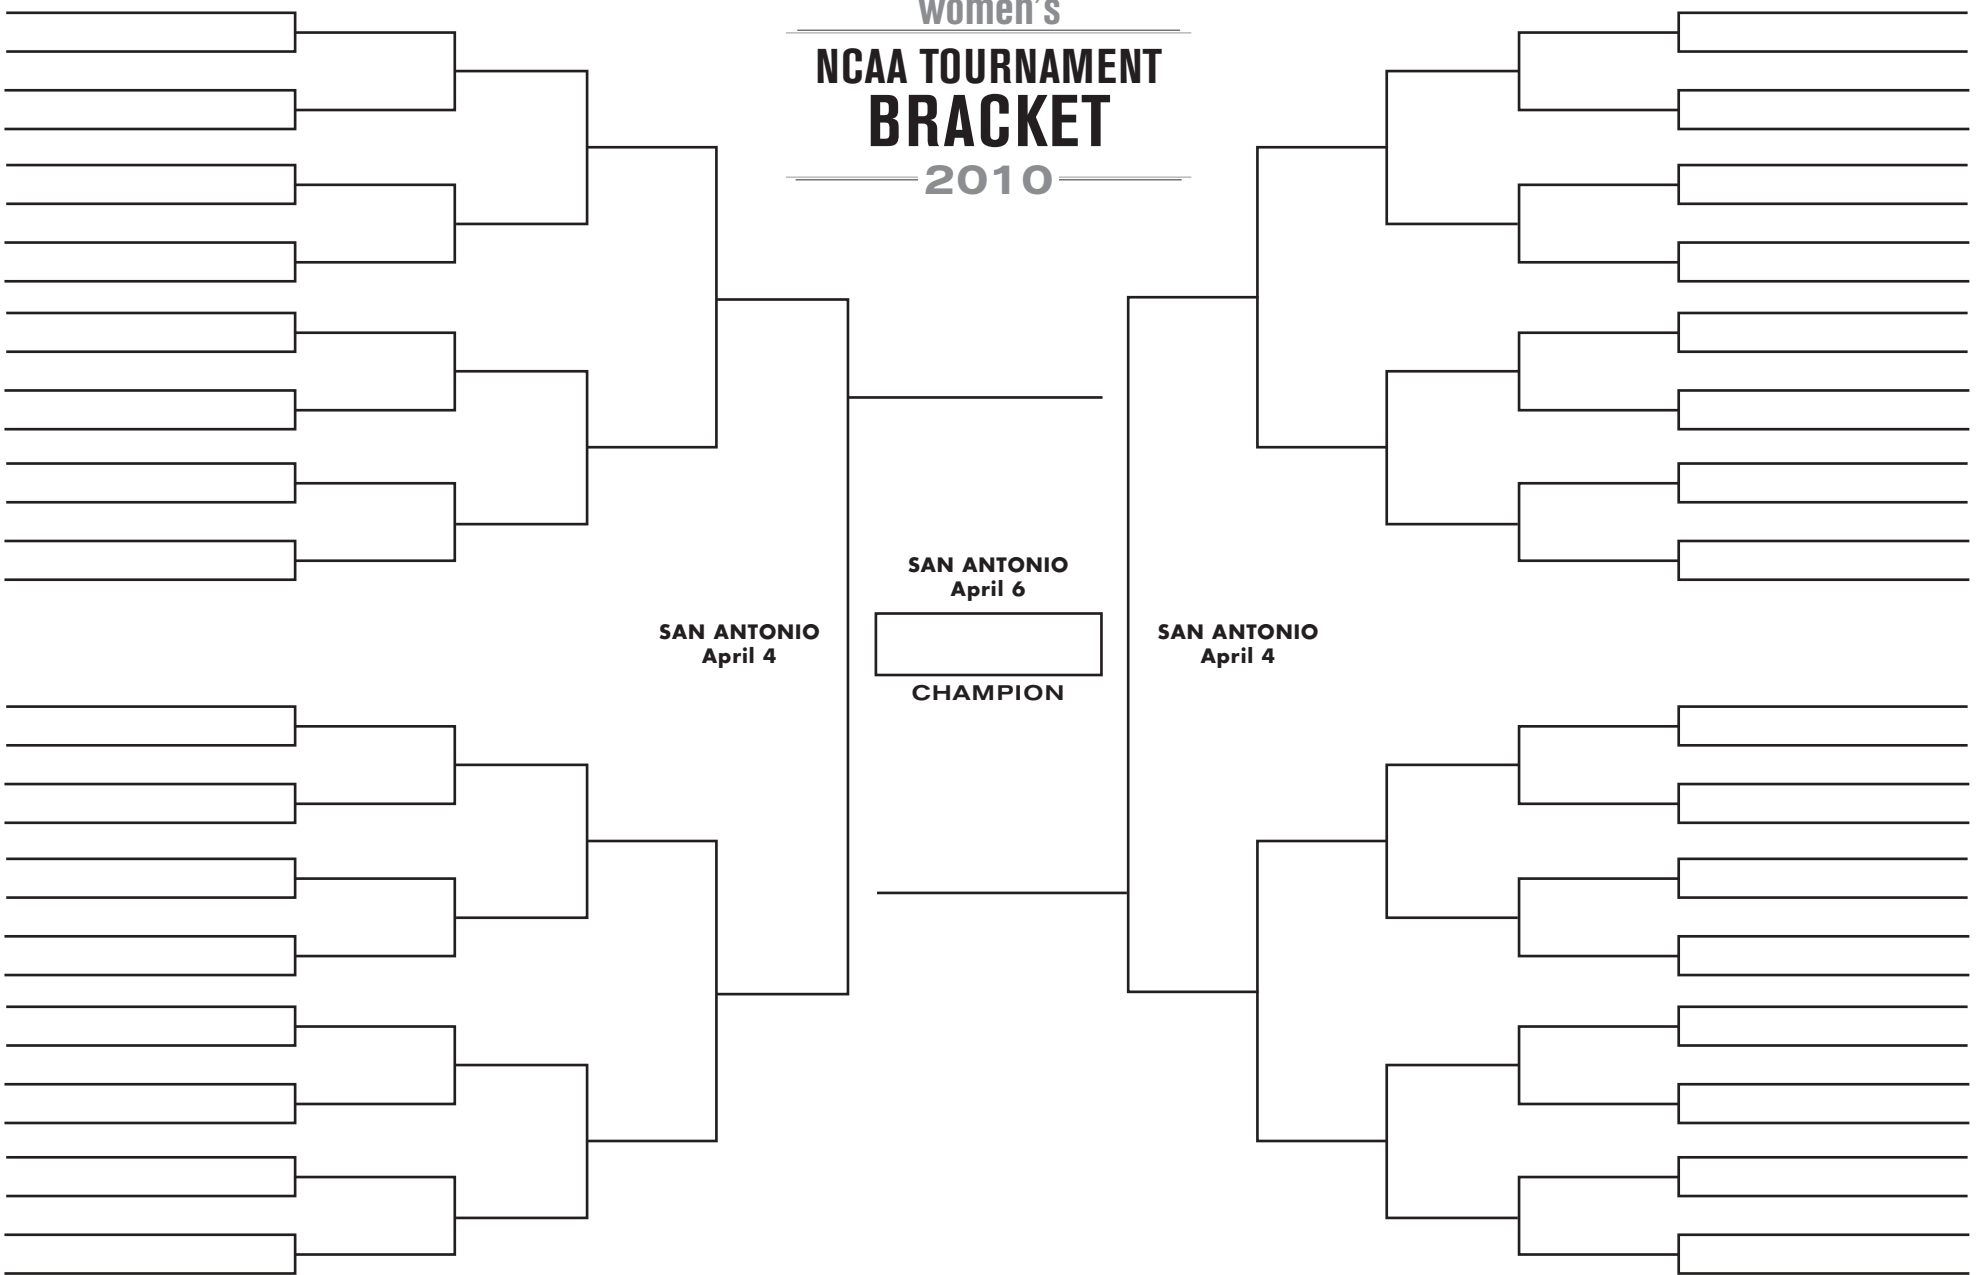 Women's
NCAA TOURNAMENT
BRACKET
2010
SAN ANTONIO
April 6
SAN ANTONIO
April 4
SAN ANTONIO
April 4
CHAMPION